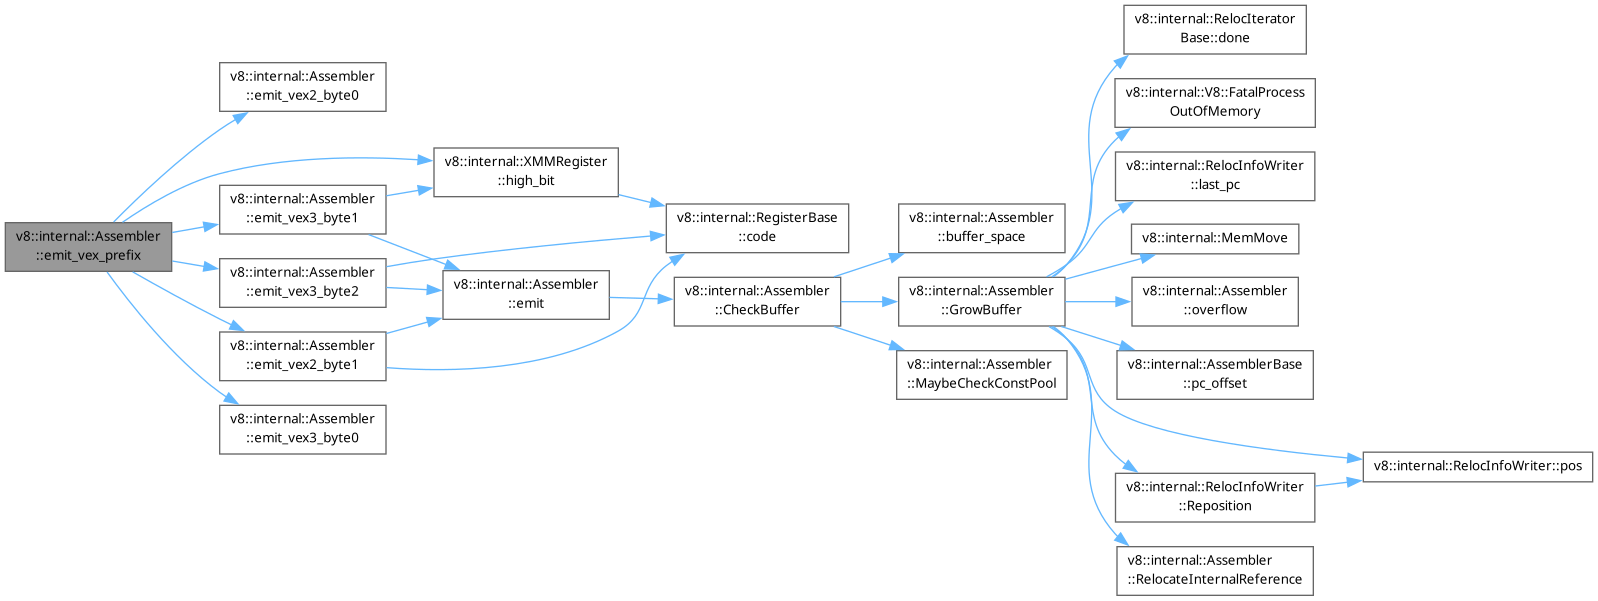 v8::internal::Assembler
::emit_vex_prefix
v8::internal::Assembler
::emit_vex2_byte0
v8::internal::Assembler
::emit_vex3_byte1
v8::internal::Assembler
::emit_vex3_byte2
v8::internal::Assembler
::emit_vex2_byte1
v8::internal::Assembler
::emit_vex3_byte0
v8::internal::XMMRegister
::high_bit
v8::internal::Assembler
::emit
v8::internal::RegisterBase
::code
v8::internal::Assembler
::CheckBuffer
v8::internal::Assembler
::buffer_space
v8::internal::Assembler
::GrowBuffer
v8::internal::Assembler
::MaybeCheckConstPool
v8::internal::RelocIterator
Base::done
v8::internal::V8::FatalProcess
OutOfMemory
v8::internal::RelocInfoWriter
::last_pc
v8::internal::MemMove
v8::internal::Assembler
::overflow
v8::internal::AssemblerBase
::pc_offset
v8::internal::RelocInfoWriter
::Reposition
v8::internal::Assembler
::RelocateInternalReference
v8::internal::RelocInfoWriter::pos